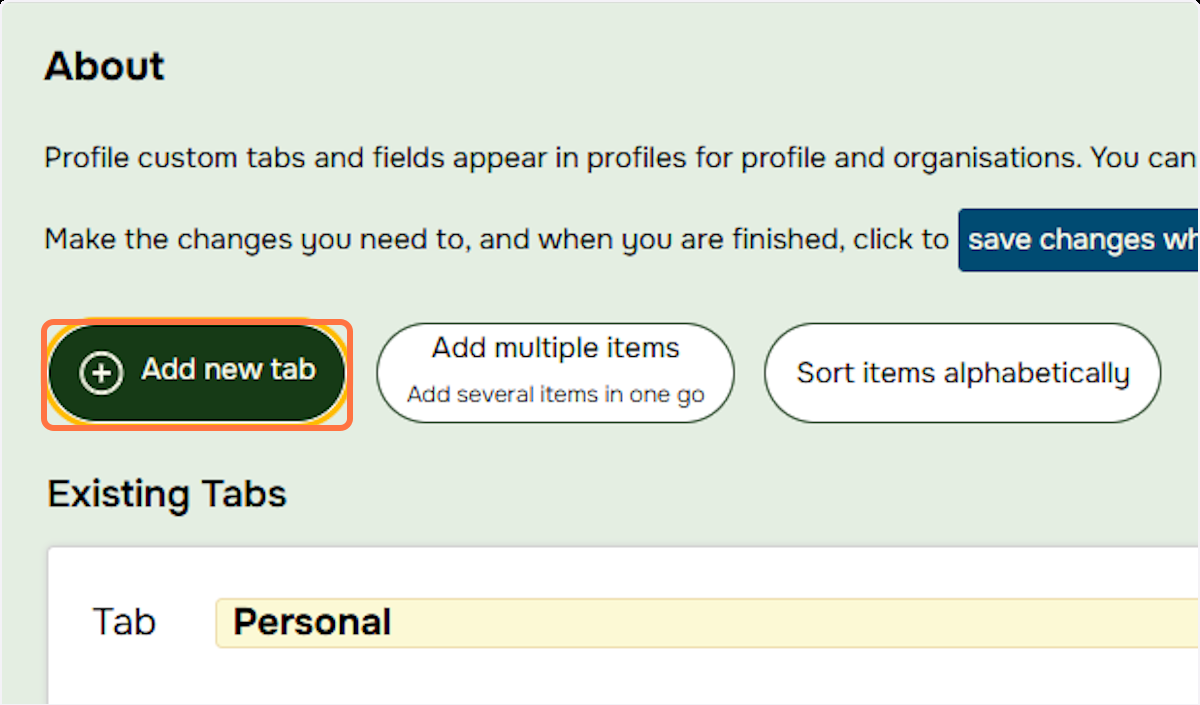 About
Profile custom tabs and fields appear in profiles for profile and organisations. You can
Make the changes you need to, and when you are finished, click to save changes wh
Add new tab
Add multiple items
Add several items in one go
Sort items alphabetically
Existing Tabs
Tab Personal